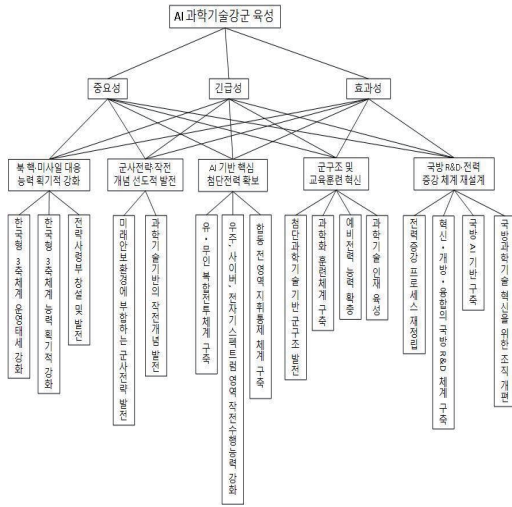 AI 과학기술강군 육성
중요성
긴급성
효과성
북 핵·미사일 대응
능력 획기적 강화
군사전략·작전
개념 선도적 발전
AI 기반 핵심
첨단전력 확보
군구조 및
교육훈련 혁신
국방 R&D·전력
증강 체계 재설계
한국형 3축체계 운영태세 강화
한국형 3축체계 능력 획기적 강화
전략사령부 창설 및 발전
미래안보환경에 부합하는 군사전략 발전
과학기술기반의 작전개념 발전
유·무인 복합전투체계 구축
우주, 사이버, 전자기스펙트럼 영역 작전수행능력 강화
합동 전 영역 지휘통제 체계 구축
첨단과학기술 기반 군구조 발전
과학화 훈련체계 구축
예비전력 능력 확충
과학기술 인재 육성
전력증강 프로세스 재정립
혁신·개방·융합의 국방 R&D 체계 구축
국방 AI 기반 구축
국방과학기술 혁신을 위한 조직 개편